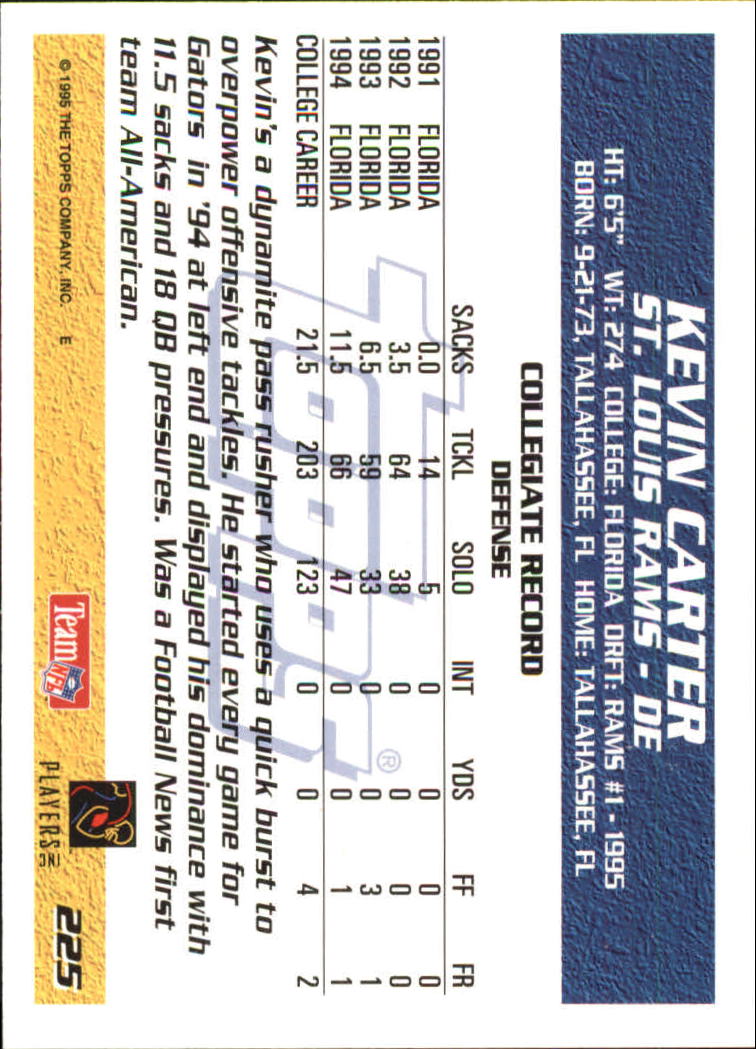 KEVIN CARTER
ST. LOUIS RAMS - DE
HT: 6'5" WT: 274 COLLEGE: FLORIDA DRFT: RAMS #1 - 1995
BORN: 9-21-73, TALLAHASSEE, FL HOME: TALLAHASSEE, FL
COLLEGIATE RECORD
DEFENSE
SACKS TCKL SOLO INT YDS FF FR
1991 FLORIDA 0.0 14 5 0 0 0 0
1992 FLORIDA 3.5 64 38 0 0 0 0
1993 FLORIDA 6.5 59 33 0 0 3 1
1994 FLORIDA 11.5 66 47 0 0 1 1
COLLEGE CAREER 21.5 203 123 0 0 4 2
Topps®
Kevin's a dynamite pass rusher who uses a quick burst to
overpower offensive tackles. He started every game for
Gators in '94 at left end and displayed his dominance with
11.5 sacks and 18 QB pressures. Was a Football News first
team All-American.
© 1995 THE TOPPS COMPANY, INC. E
Team NFL
PLAYERS INC
225